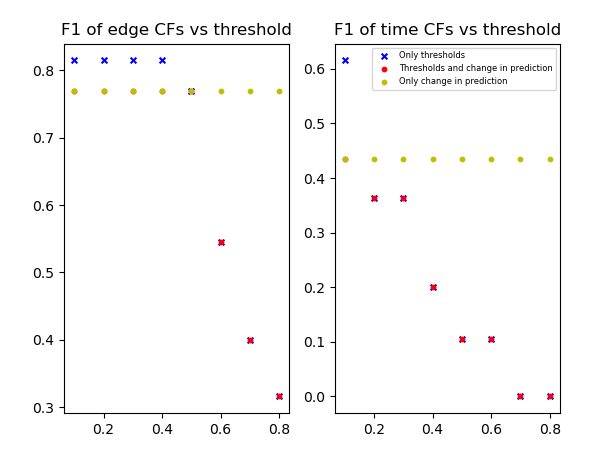 F1 of edge CFs vs threshold
0.8
0.7
0.6
0.5
0.4
0.3
0.2 0.4 0.6 0.8
F1 of time CFs vs threshold
Only thresholds
Thresholds and change in prediction
Only change in prediction
0.6
0.5
0.4
0.3
0.2
0.1
0.0
0.2 0.4 0.6 0.8